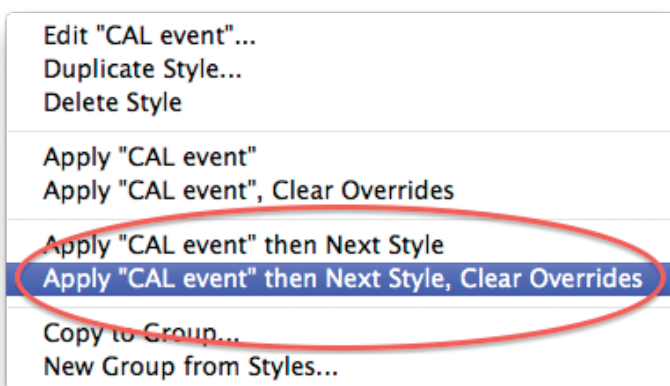 Edit "CAL event"...
Duplicate Style...
Delete Style
Apply "CAL event"
Apply "CAL event", Clear Overrides
Apply "CAL event" then Next Style
Apply "CAL event" then Next Style, Clear Overrides
Copy to Group...
New Group from Styles...